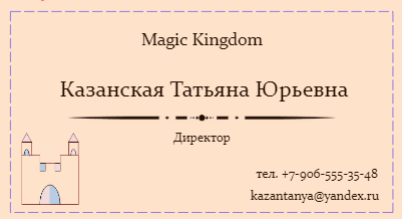 Magic Kingdom
Казанская Татьяна Юрьевна
Директор
тел. +7-906-555-35-48
kazantanya@yandex.ru